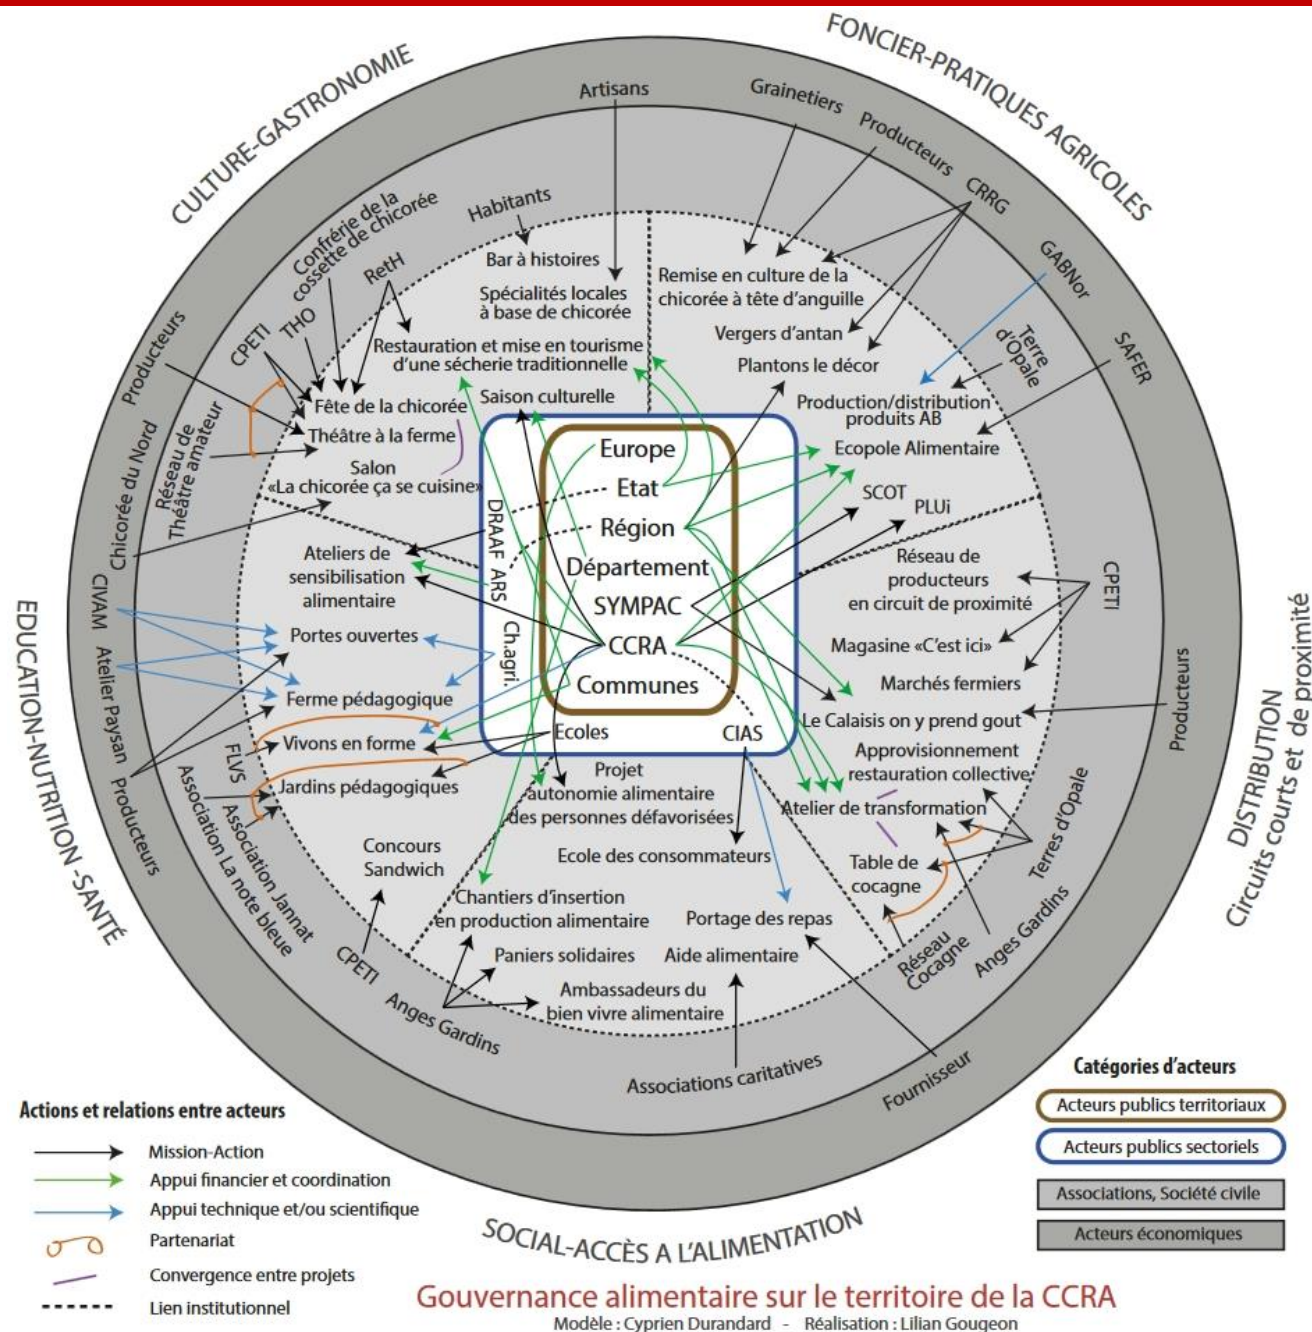 CULTURE-GASTRONOMIE
FONCIER-PRATIQUES AGRICOLES
Artisans
Grainetiers
Producteurs
CRRG
GABNor
Terre
d'Opale
SAFER
Habitants
Confrérie de la
cossette de chicorée
RetH
THO
CPETI
Producteurs
Réseau de
Théâtre amateur
Chicorée du Nord
Bar à histoires
Spécialités locales
à base de chicorée
Restauration et mise en tourisme
d'une sécherie traditionnelle
Saison culturelle
Fête de la chicorée
Théâtre à la ferme
Salon
«La chicorée ça se cuisine»
Remise en culture de la
chicorée à tête d'anguille
Vergers d'antan
Plantons le décor
Production/distribution
produits AB
Ecopole Alimentaire
SCOT
PLUi
Europe
Etat
Région
Département
SYMPAC
CCRA
Communes
DRAAF
ARS
Ch.agri.
Ecoles
CIAS
Réseau de
producteurs
en circuit de proximité
Magasine «C'est ici»
Marchés fermiers
Le Calaisis on y prend gout
Approvisionnement
restauration collective
Atelier de transformation
Table de
cocagne
CPETI
Producteurs
Terres d'Opale
Anges Gardins
Réseau
Cocagne
DISTRIBUTION
Circuits courts et de proximité
Ateliers de
sensibilisation
alimentaire
Portes ouvertes
Ferme pédagogique
Vivons en forme
Jardins pédagogiques
Concours
Sandwich
CIVAM
Atelier Paysan
Producteurs
FLVS
Association La note bleue
Association Jannat
CPETI
EDUCATION-NUTRITION -SANTÉ
Projet
autonomie alimentaire
des personnes défavorisées
Ecole des consommateurs
Chantiers d'insertion
en production alimentaire
Portage des repas
Paniers solidaires
Aide alimentaire
Ambassadeurs du
bien vivre alimentaire
Anges Gardins
Associations caritatives
Fournisseur
SOCIAL-ACCÈS A L'ALIMENTATION
Actions et relations entre acteurs
Mission-Action
Appui financier et coordination
Appui technique et/ou scientifique
Partenariat
Convergence entre projets
Lien institutionnel
Catégories d'acteurs
Acteurs publics territoriaux
Acteurs publics sectoriels
Associations, Société civile
Acteurs économiques
Gouvernance alimentaire sur le territoire de la CCRA
Modèle : Cyprien Durandard - Réalisation : Lilian Gougeon